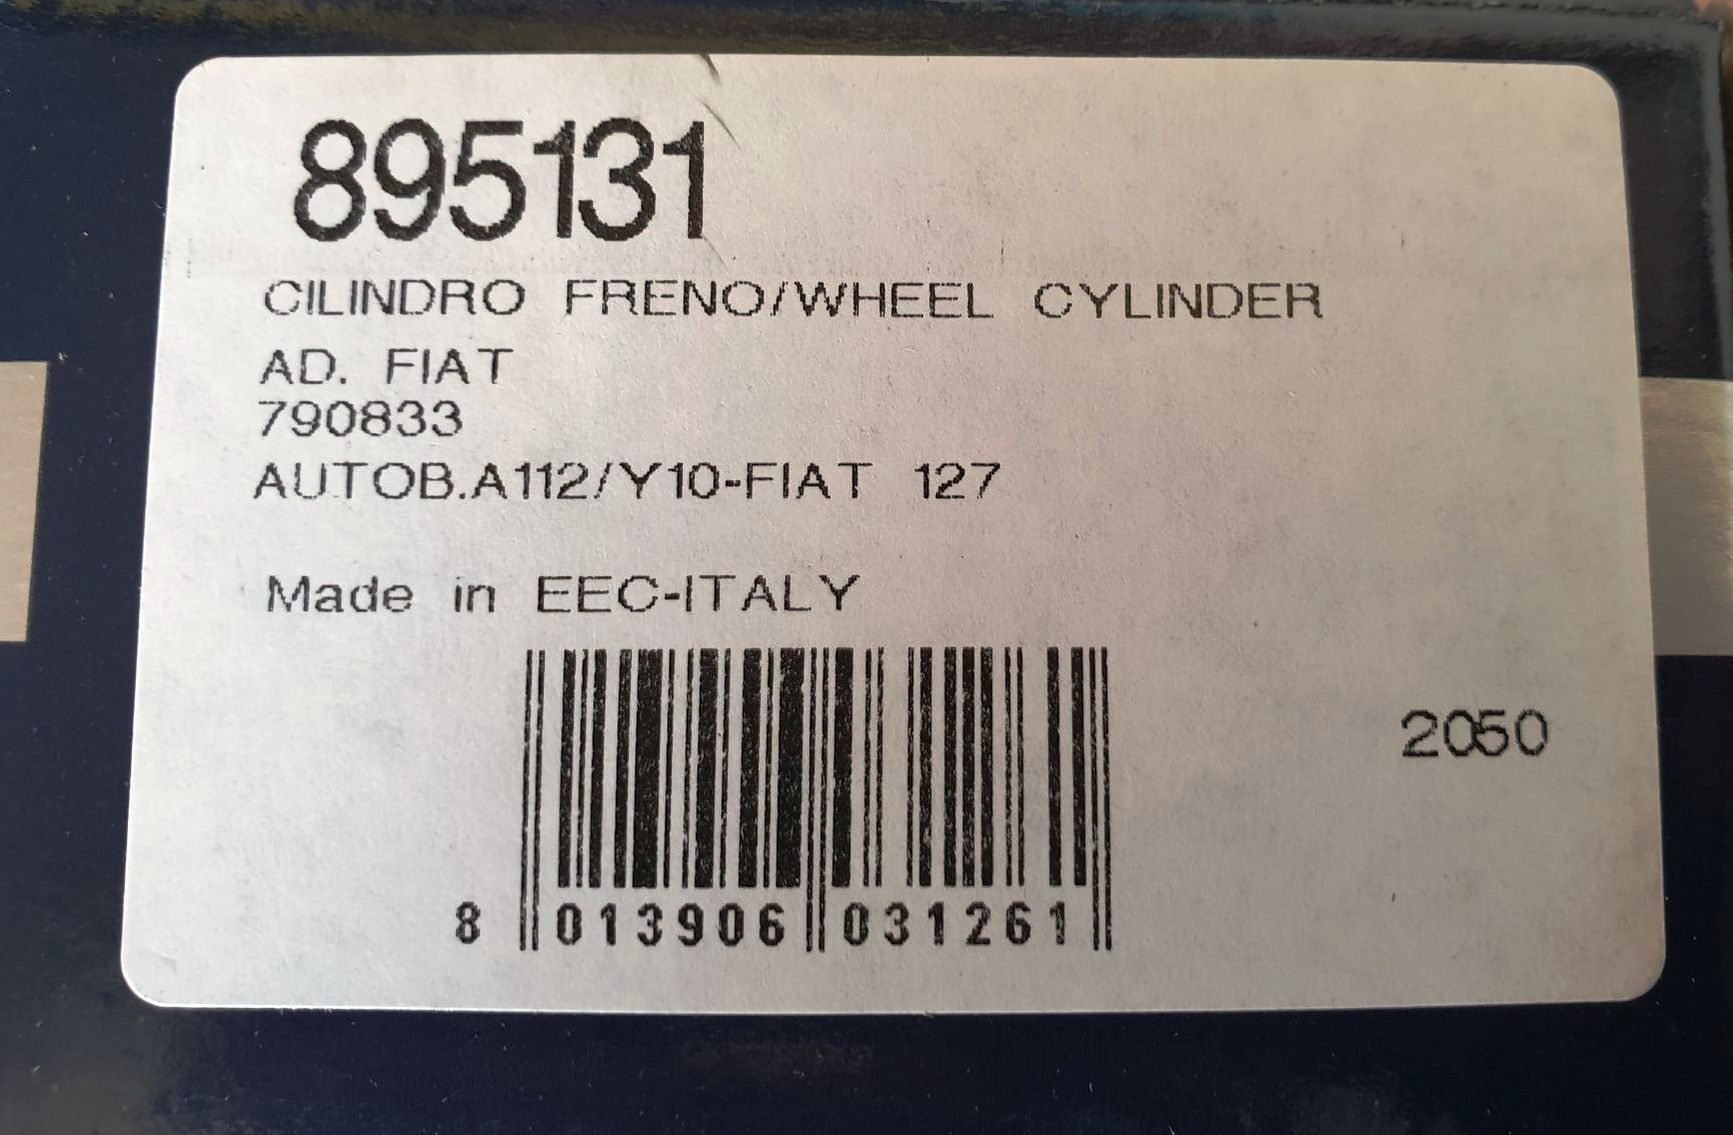 895131
CILINDRO FRENO/WHEEL CYLINDER
AD. FIAT
790833
AUTOB.A112/Y10-FIAT 127
Made in EEC-ITALY
2050
8 013906 031261